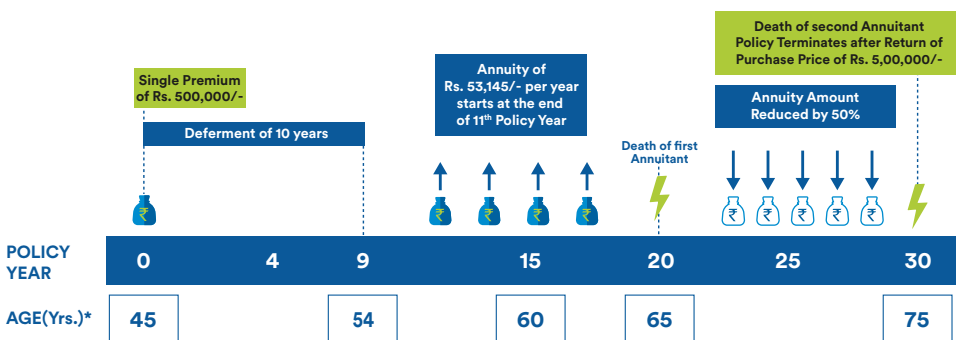 Death of second Annuitant
Policy Terminates after Return of
Purchase Price of Rs. 5,00,000/-
Annuity of
Rs. 53,145/- per year
starts at the end
of 11th Policy Year
Single Premium
of Rs. 500,000/-
Annuity Amount
Reduced by 50%
Deferment of 10 years
Death of first
Annuitant
₹ ₹ ₹ ₹ ₹ ₹ ₹ ₹ ₹ ₹
POLICY
YEAR
0 4 9 15 20 25 30
AGE(Yrs.)* 45 54 60 65 75